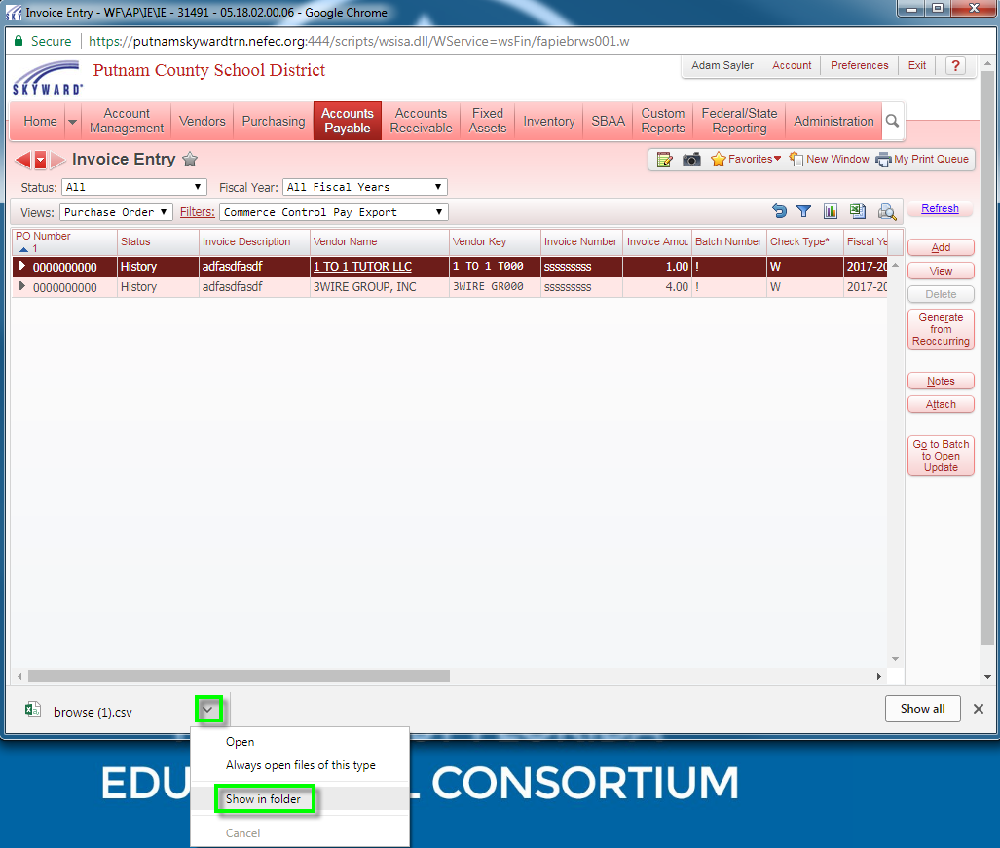 Invoice Entry - WF\AP\IE\IE - 31491 - 05.18.02.00.06 - Google Chrome
Secure https://putnamskywardtrn.nefec.org:444/scripts/wsisa.dll/WService=wsFin/fapiebrws001.w
SKYWARD
Putnam County School District
Adam Sayler Account Preferences Exit ?
Home Account Management Vendors Purchasing Accounts Payable Accounts Receivable Fixed Assets Inventory SBAA Custom Reports Federal/State Reporting Administration
Invoice Entry Favorites New Window My Print Queue
Status: All Fiscal Year: All Fiscal Years
Views: Purchase Order Filters: Commerce Control Pay Export
Refresh
PO Number 1 Status Invoice Description Vendor Name Vendor Key Invoice Number Invoice Amou Batch Number Check Type* Fiscal Ye
0000000000 History adfasdfasdf 1 TO 1 TUTOR LLC 1 TO 1 T000 sssssssss 1.00 ! W 2017-20
0000000000 History adfasdfasdf 3WIRE GROUP, INC 3WIRE GR000 sssssssss 4.00 ! W 2017-20
Add
View
Delete
Generate
from
Reoccurring
Notes
Attach
Go to Batch
to Open
Update
browse (1).csv
Show all
Open
Always open files of this type
Show in folder
Cancel
CONSORTIUM